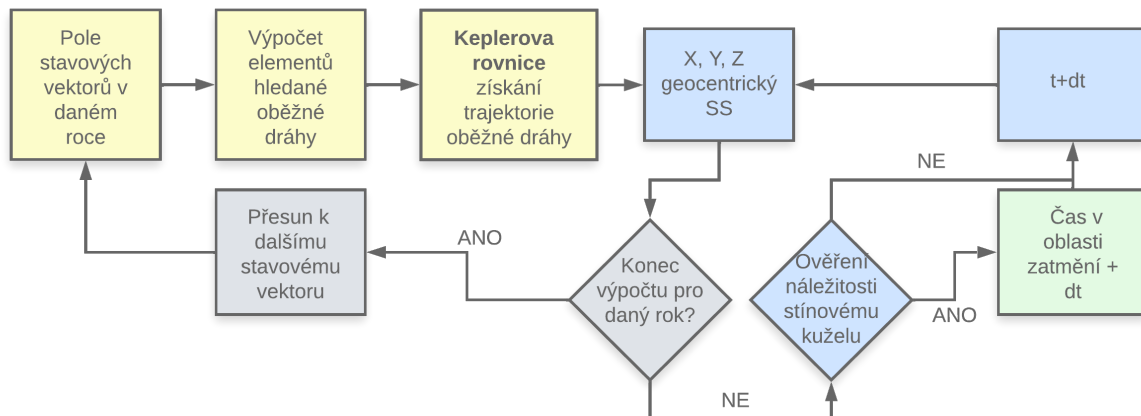 Pole
stavových
vektorů v
daném
roce
Výpočet
elementů
hledané
oběžné
dráhy
Keplerova
rovnice
získání
trajektorie
oběžné dráhy
X, Y, Z
geocentrický
SS
t+dt
NE
Přesun k
dalšímu
stavovému
vektoru
ANO
Konec
výpočtu pro
daný rok?
Ověření
náležitosti
stínovému
kuželu
ANO
Čas v
oblasti
zatmění +
dt
NE